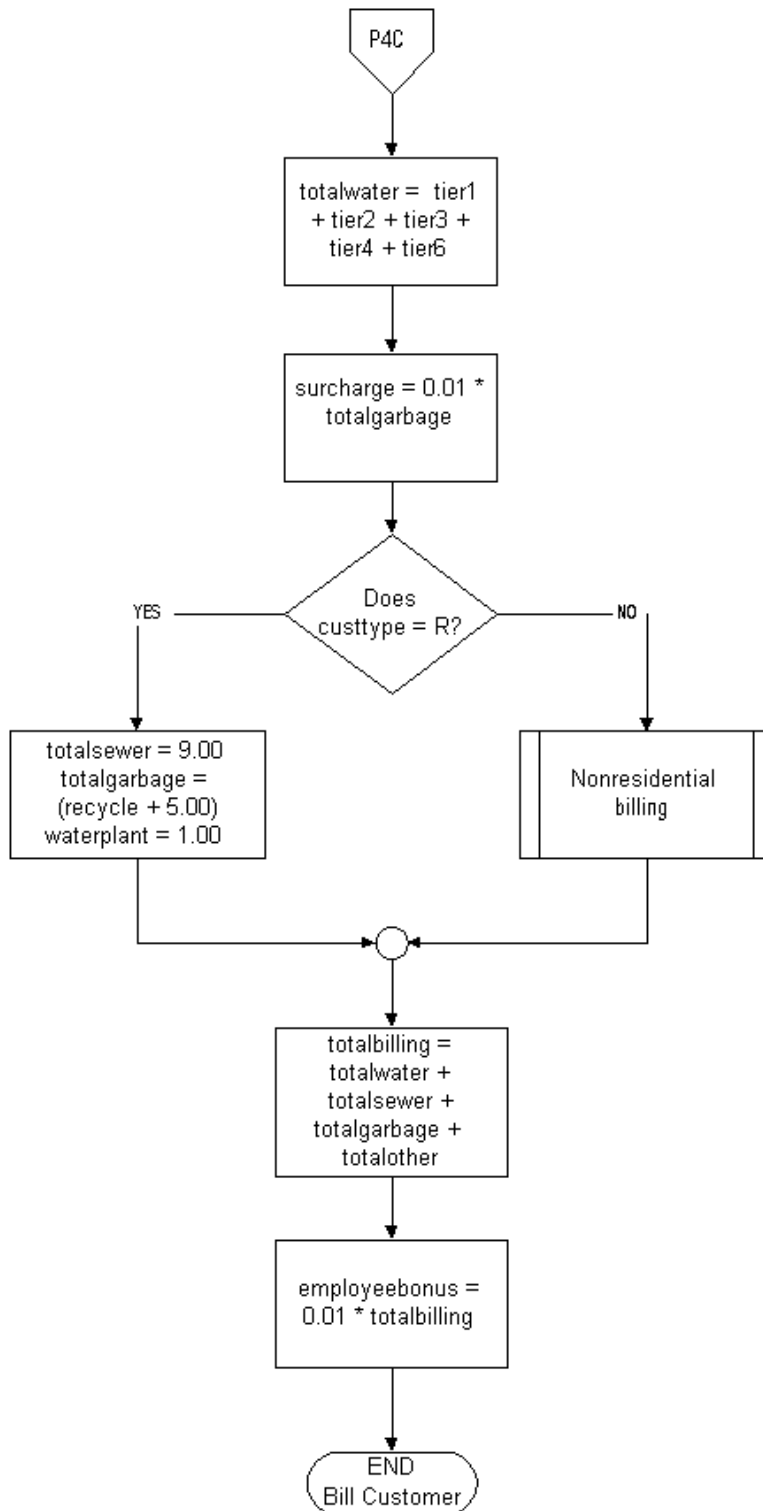 P4C
totalwater = tier1
+ tier2 + tier3 +
tier4 + tier6
surcharge = 0.01 *
totalgarbage
Does
custtype = R?
YES
NO
totalsewer = 9.00
totalgarbage =
(recycle + 5.00)
waterplant = 1.00
Nonresidential
billing
totalbilling =
totalwater +
totalsewer +
totalgarbage +
totalother
employeebonus =
0.01 * totalbilling
END
Bill Customer